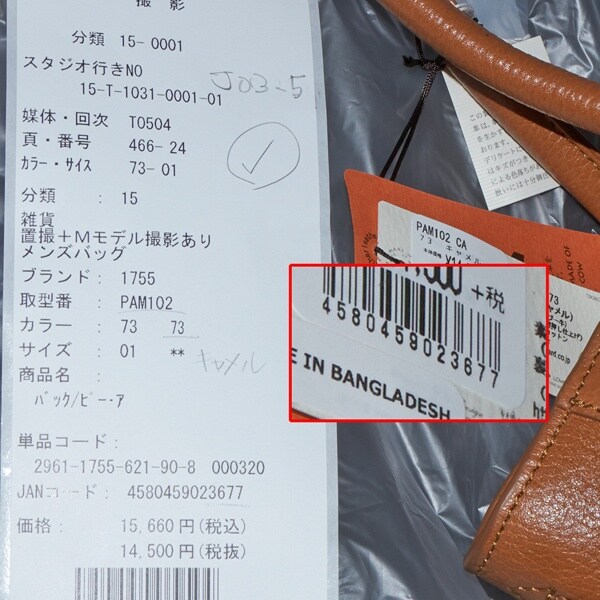 撮 影
分類 15-0001
スタジオ行きNO
15-T-1031-0001-01
J03-5
媒体・回次 T0504
頁・番号 466-24
カラー・サイズ 73-01
分類 : 15
雑貨
置撮+Mモデル撮影あり
メンズバッグ
ブランド: 1755
取型番 : PAM102
カラー : 73 73
サイズ : 01 ** キャメル
商品名 :
バック/ビー・ア
単品コード:
2961-1755-621-90-8 000320
JANコード: 4580459023677
価格: 15,660円(税込)
14,500円(税抜)
PAM102 CA
73 キャメル
+税
4580459023677
E IN BANGLADESH